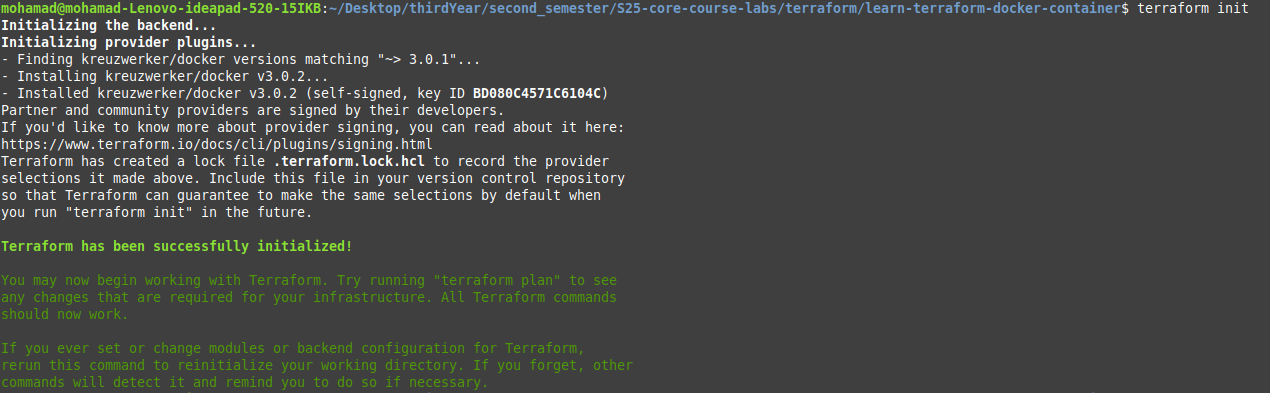 mohamad@mohamad-Lenovo-ideapad-520-15IKB:~/Desktop/thirdYear/second_semester/S25-core-course-labs/terraform/learn-terraform-docker-container$ terraform init
Initializing the backend...
Initializing provider plugins...
- Finding kreuzwerker/docker versions matching "~> 3.0.1"...
- Installing kreuzwerker/docker v3.0.2...
- Installed kreuzwerker/docker v3.0.2 (self-signed, key ID BD080C4571C6104C)
Partner and community providers are signed by their developers.
If you'd like to know more about provider signing, you can read about it here:
https://www.terraform.io/docs/cli/plugins/signing.html
Terraform has created a lock file .terraform.lock.hcl to record the provider
selections it made above. Include this file in your version control repository
so that Terraform can guarantee to make the same selections by default when
you run "terraform init" in the future.
Terraform has been successfully initialized!
You may now begin working with Terraform. Try running "terraform plan" to see
any changes that are required for your infrastructure. All Terraform commands
should now work.
If you ever set or change modules or backend configuration for Terraform,
rerun this command to reinitialize your working directory. If you forget, other
commands will detect it and remind you to do so if necessary.